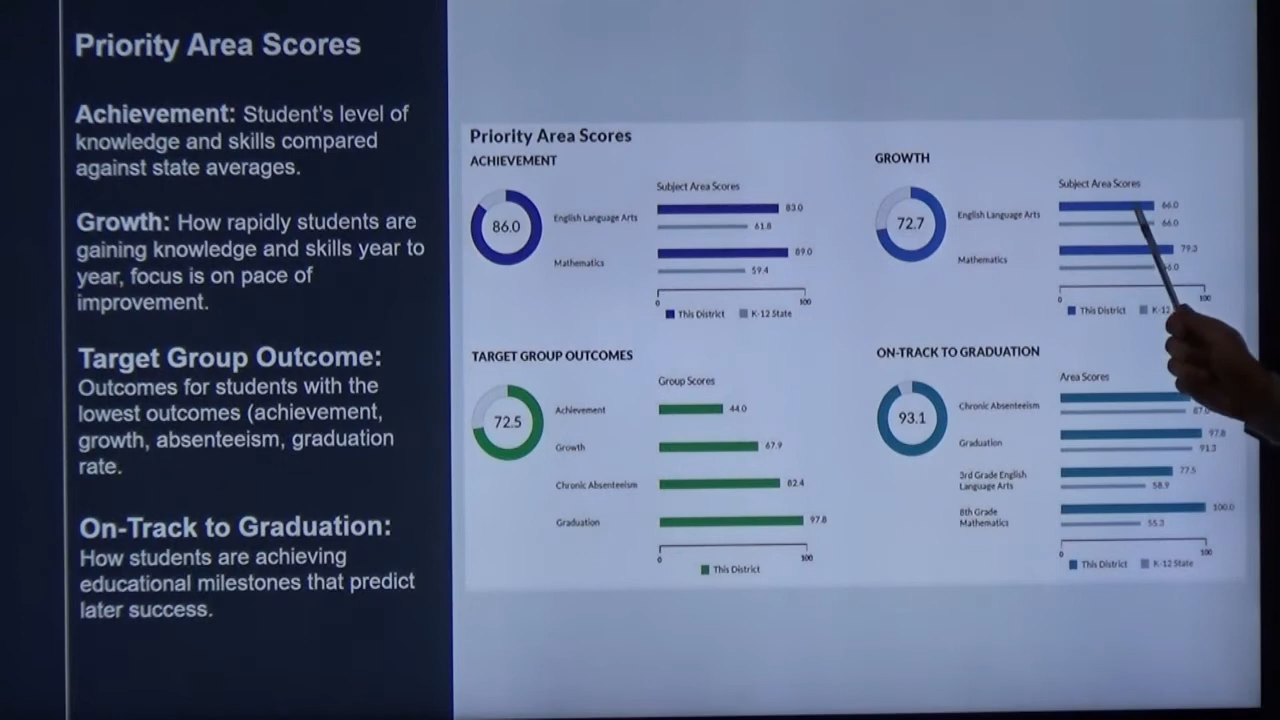 Priority Area Scores
Achievement: Student's level of
knowledge and skills compared
against state averages.
Growth: How rapidly students are
gaining knowledge and skills year to
year, focus is on pace of
improvement.
Target Group Outcome:
Outcomes for students with the
lowest outcomes (achievement,
growth, absenteeism, graduation
rate.
On-Track to Graduation:
How students are achieving
educational milestones that predict
later success.
Priority Area Scores
ACHIEVEMENT
86.0
Subject Area Scores
English Language Arts
83.0
61.8
Mathematics
89.0
59.4
0
100
This District
K-12 State
GROWTH
72.7
Subject Area Scores
English Language Arts
66.0
66.0
Mathematics
79.3
0
100
This District
K-12
TARGET GROUP OUTCOMES
72.5
Group Scores
Achievement
44.0
Growth
67.9
Chronic Absenteeism
82.4
Graduation
97.8
0
100
This District
ON-TRACK TO GRADUATION
93.1
Area Scores
Chronic Absenteeism
Graduation
97.8
91.3
3rd Grade English
Language Arts
77.5
58.9
8th Grade
Mathematics
100.0
55.3
0
100
This District
K-12 State